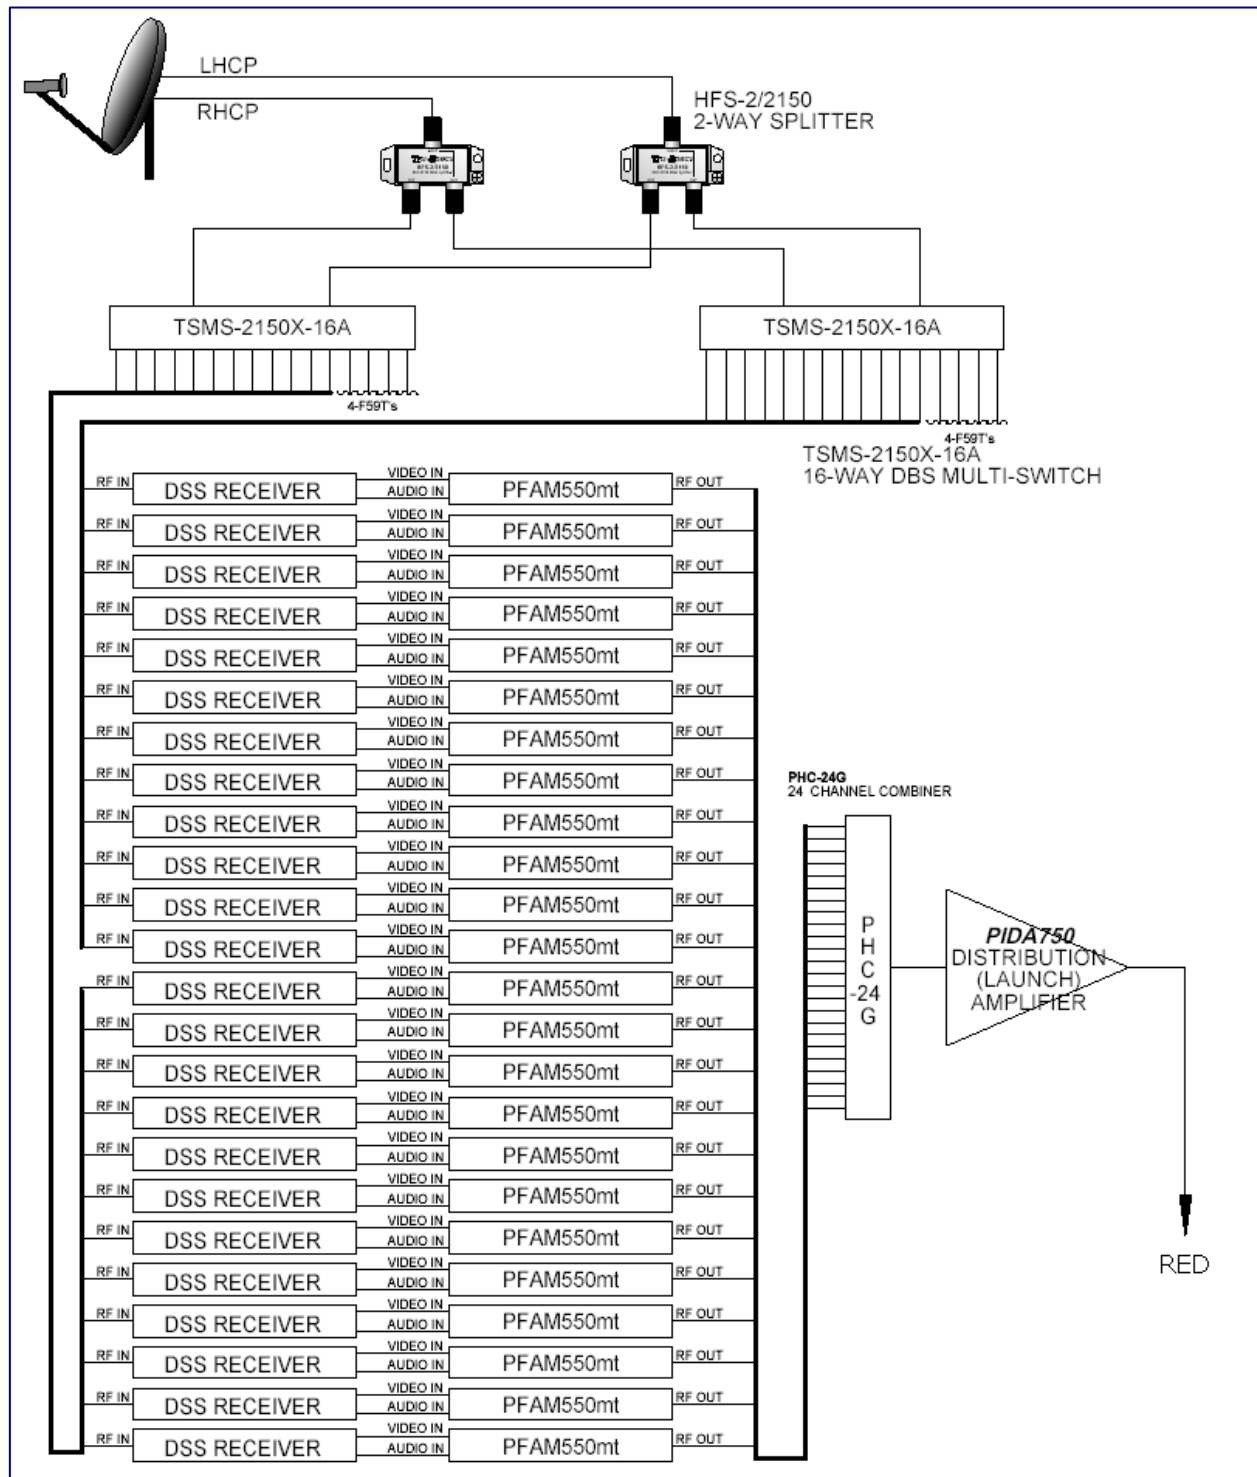 LHCP
RHCP
HFS-2/2150
2-WAY SPLITTER
TSMS-2150X-16A
TSMS-2150X-16A
4-F59T's
4-F59T's
TSMS-2150X-16A
16-WAY DBS MULTI-SWITCH
VIDEO IN
RF IN DSS RECEIVER AUDIO IN PFAM550mt RF OUT
VIDEO IN
RF IN DSS RECEIVER AUDIO IN PFAM550mt RF OUT
VIDEO IN
RF IN DSS RECEIVER AUDIO IN PFAM550mt RF OUT
VIDEO IN
RF IN DSS RECEIVER AUDIO IN PFAM550mt RF OUT
VIDEO IN
RF IN DSS RECEIVER AUDIO IN PFAM550mt RF OUT
VIDEO IN
RF IN DSS RECEIVER AUDIO IN PFAM550mt RF OUT
VIDEO IN
RF IN DSS RECEIVER AUDIO IN PFAM550mt RF OUT
VIDEO IN
RF IN DSS RECEIVER AUDIO IN PFAM550mt RF OUT
VIDEO IN
RF IN DSS RECEIVER AUDIO IN PFAM550mt RF OUT
VIDEO IN
RF IN DSS RECEIVER AUDIO IN PFAM550mt RF OUT
VIDEO IN
RF IN DSS RECEIVER AUDIO IN PFAM550mt RF OUT
VIDEO IN
RF IN DSS RECEIVER AUDIO IN PFAM550mt RF OUT
VIDEO IN
RF IN DSS RECEIVER AUDIO IN PFAM550mt RF OUT
VIDEO IN
RF IN DSS RECEIVER AUDIO IN PFAM550mt RF OUT
VIDEO IN
RF IN DSS RECEIVER AUDIO IN PFAM550mt RF OUT
VIDEO IN
RF IN DSS RECEIVER AUDIO IN PFAM550mt RF OUT
VIDEO IN
RF IN DSS RECEIVER AUDIO IN PFAM550mt RF OUT
VIDEO IN
RF IN DSS RECEIVER AUDIO IN PFAM550mt RF OUT
VIDEO IN
RF IN DSS RECEIVER AUDIO IN PFAM550mt RF OUT
VIDEO IN
RF IN DSS RECEIVER AUDIO IN PFAM550mt RF OUT
VIDEO IN
RF IN DSS RECEIVER AUDIO IN PFAM550mt RF OUT
VIDEO IN
RF IN DSS RECEIVER AUDIO IN PFAM550mt RF OUT
VIDEO IN
RF IN DSS RECEIVER AUDIO IN PFAM550mt RF OUT
VIDEO IN
RF IN DSS RECEIVER AUDIO IN PFAM550mt RF OUT
PHC-24G
24 CHANNEL COMBINER
P
H
C
-24
G
PIDA750
DISTRIBUTION
(LAUNCH)
AMPLIFIER
RED